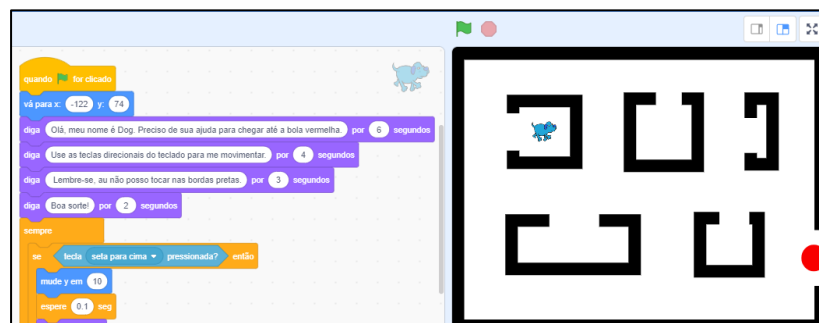 quando for clicado
vá para x: -122 y: 74
diga Olá, meu nome é Dog. Preciso de sua ajuda para chegar até a bola vermelha. por 6 segundos
diga Use as teclas direcionais do teclado para me movimentar. por 4 segundos
diga Lembre-se, au não posso tocar nas bordas pretas. por 3 segundos
diga Boa sorte! por 2 segundos
sempre
se tecla seta para cima pressionada? então
mude y em 10
espere 0.1 seg